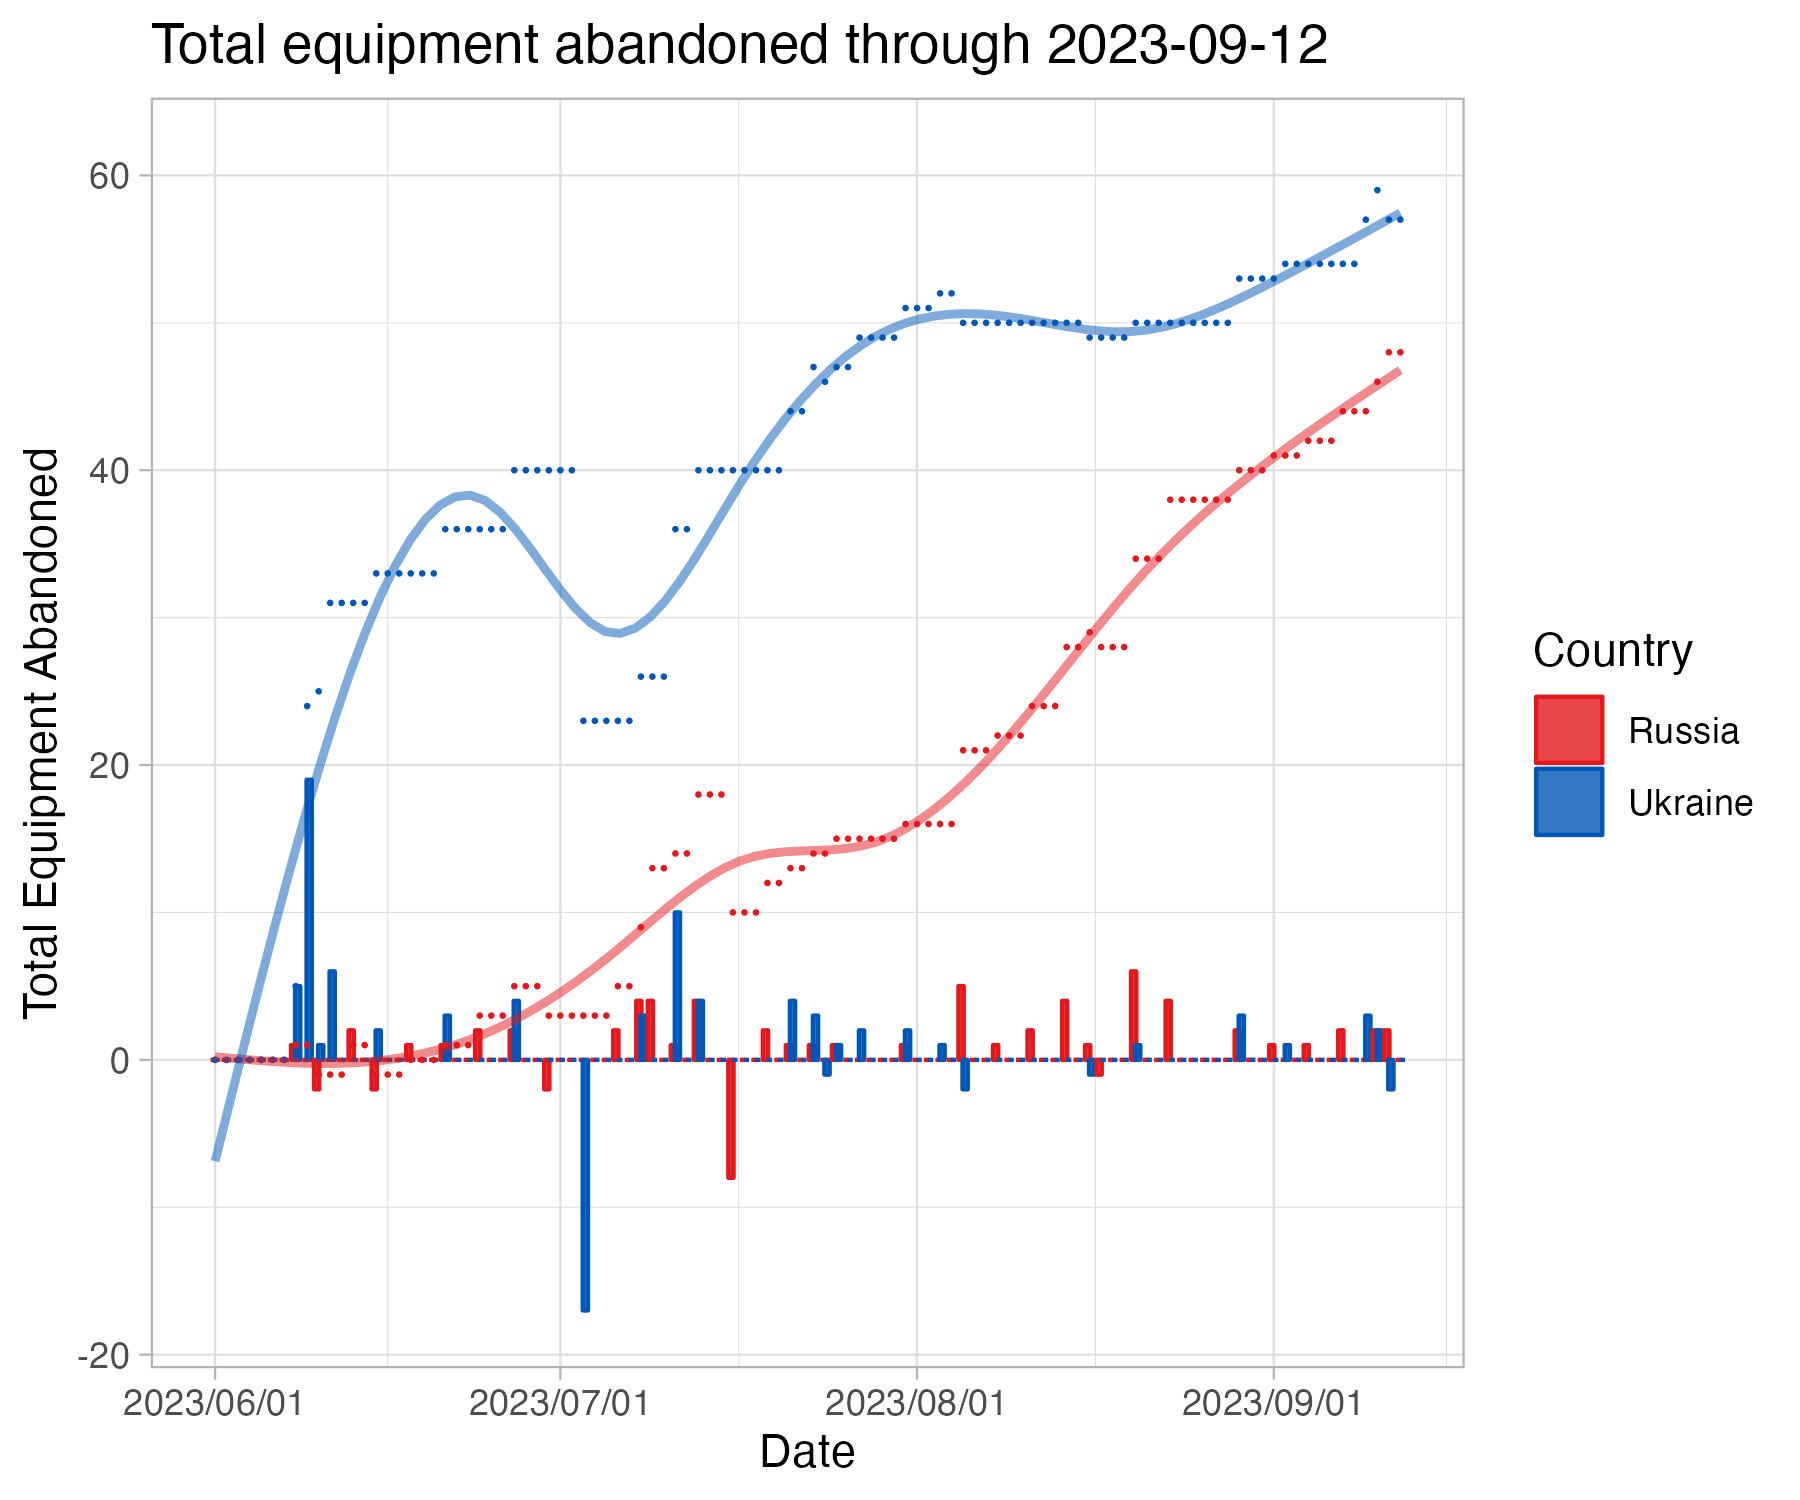 Total equipment abandoned through 2023-09-12
Total Equipment Abandoned
60
40
20
0
-20
2023/06/01 2023/07/01 2023/08/01 2023/09/01
Date
Country
Russia
Ukraine